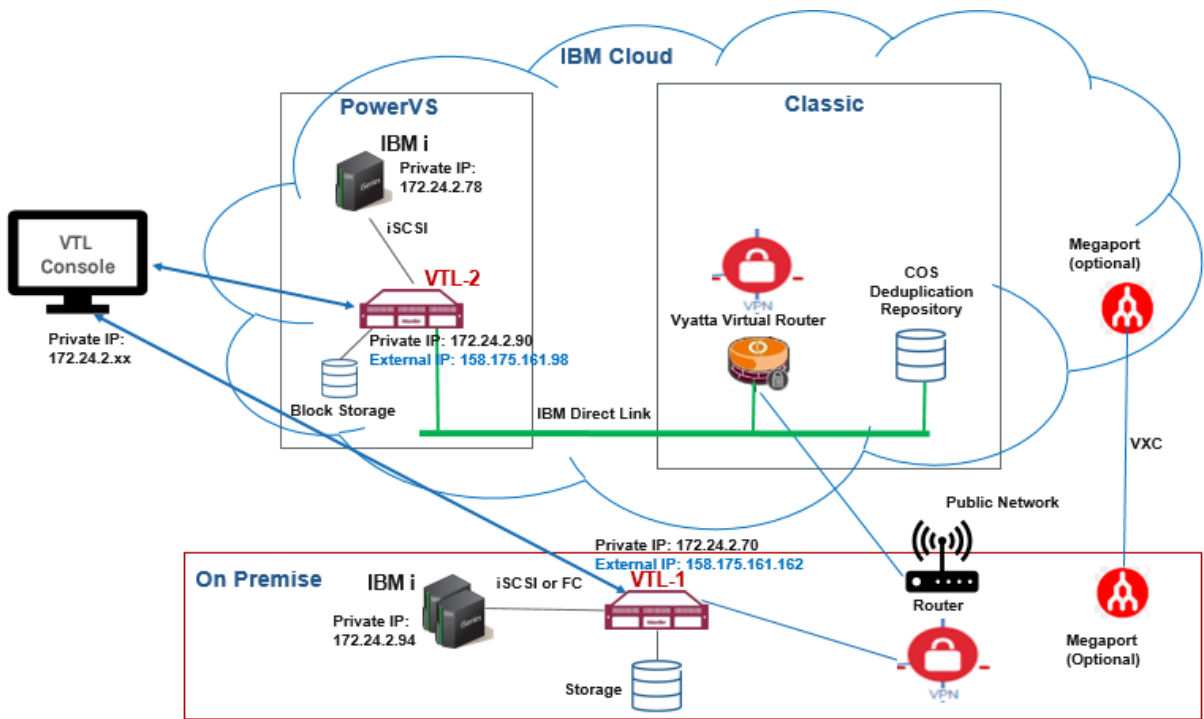 IBM Cloud
PowerVS
Classic
IBM i
Private IP:
172.24.2.78
iSeries
iSCSI
VTL
Console
Private IP:
172.24.2.xx
VTL-2
Private IP: 172.24.2.90
External IP: 158.175.161.98
Block Storage
IBM Direct Link
VPN
Vyatta Virtual Router
COS
Deduplication
Repository
Megaport
(optional)
VXC
Public Network
Router
On Premise
IBM i
Private IP:
172.24.2.94
iSeries
iSCSI or FC
Private IP: 172.24.2.70
External IP: 158.175.161.162
VTL-1
Storage
VPN
Megaport
(Optional)